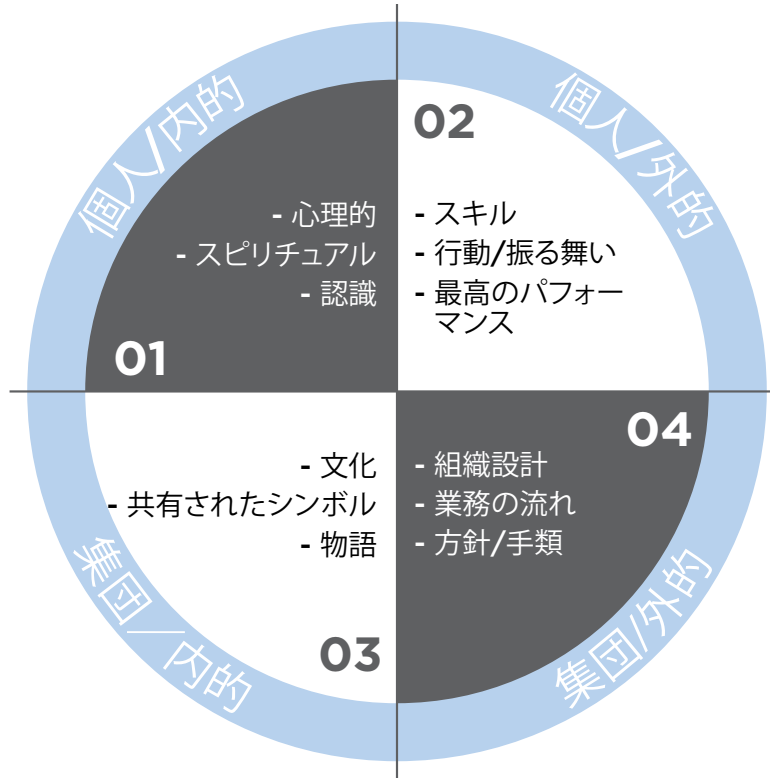 個人/内的
01
- 心理的
- スピリチュアル
- 認識
個人/外的
02
- スキル
- 行動/振る舞い
- 最高のパフォー
マンス
集団/内的
03
- 文化
- 共有されたシンボル
- 物語
集団/外的
04
- 組織設計
- 業務の流れ
- 方針/手類